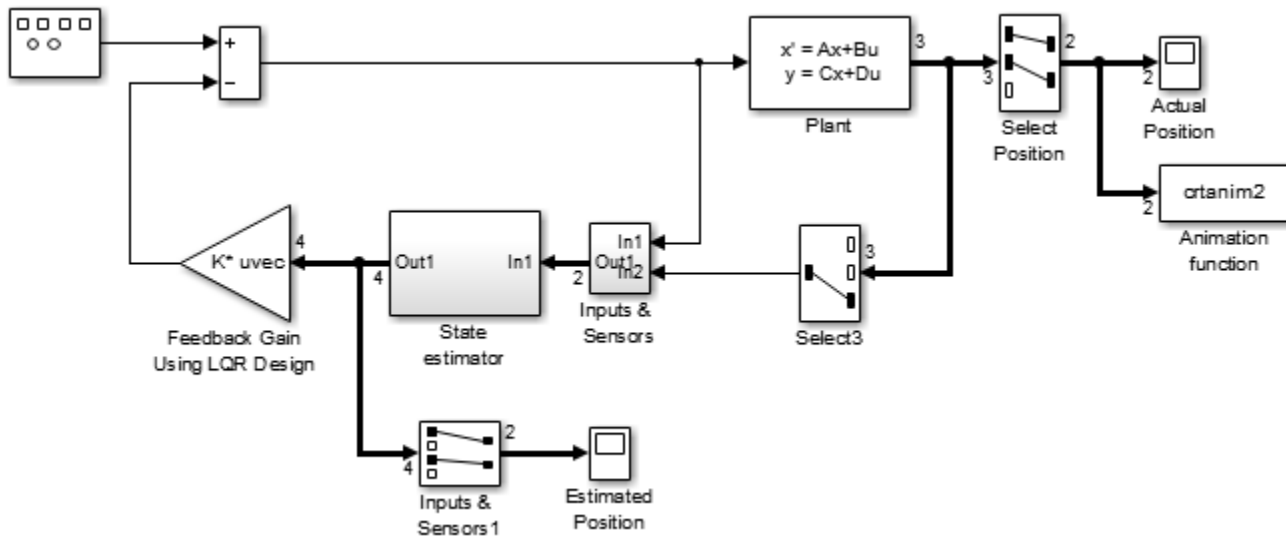 +
−
x' = Ax+Bu
y = Cx+Du
Plant
3
3
Select
Position
2
2
Actual
Position
2
crtanim2
Animation
function
K* uvec
4
Feedback Gain
Using LQR Design
4
Out1
In1
State
estimator
2
In1
Out1
In2
Inputs &
Sensors
3
Select3
4
2
Inputs &
Sensors1
Estimated
Position